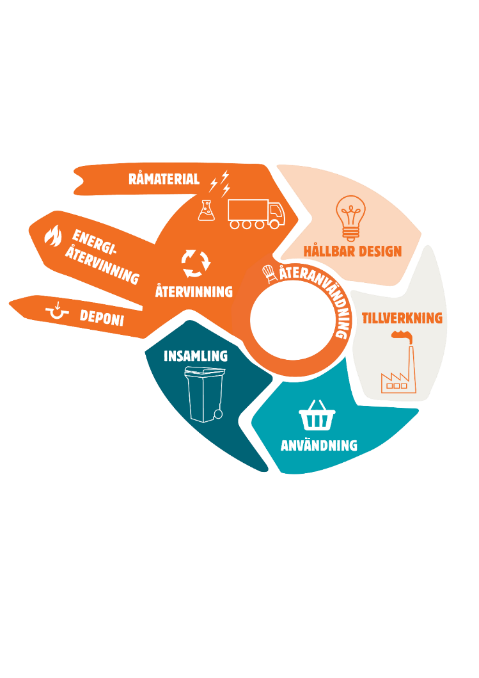 RÅMATERIAL
HÅLLBAR DESIGN
ENERGI-
ÅTERVINNING
ÅTERVINNING
ÅTERANVÄNDNING
DEPONi
TILLVERKNING
INSAMLING
ANVÄNDNING